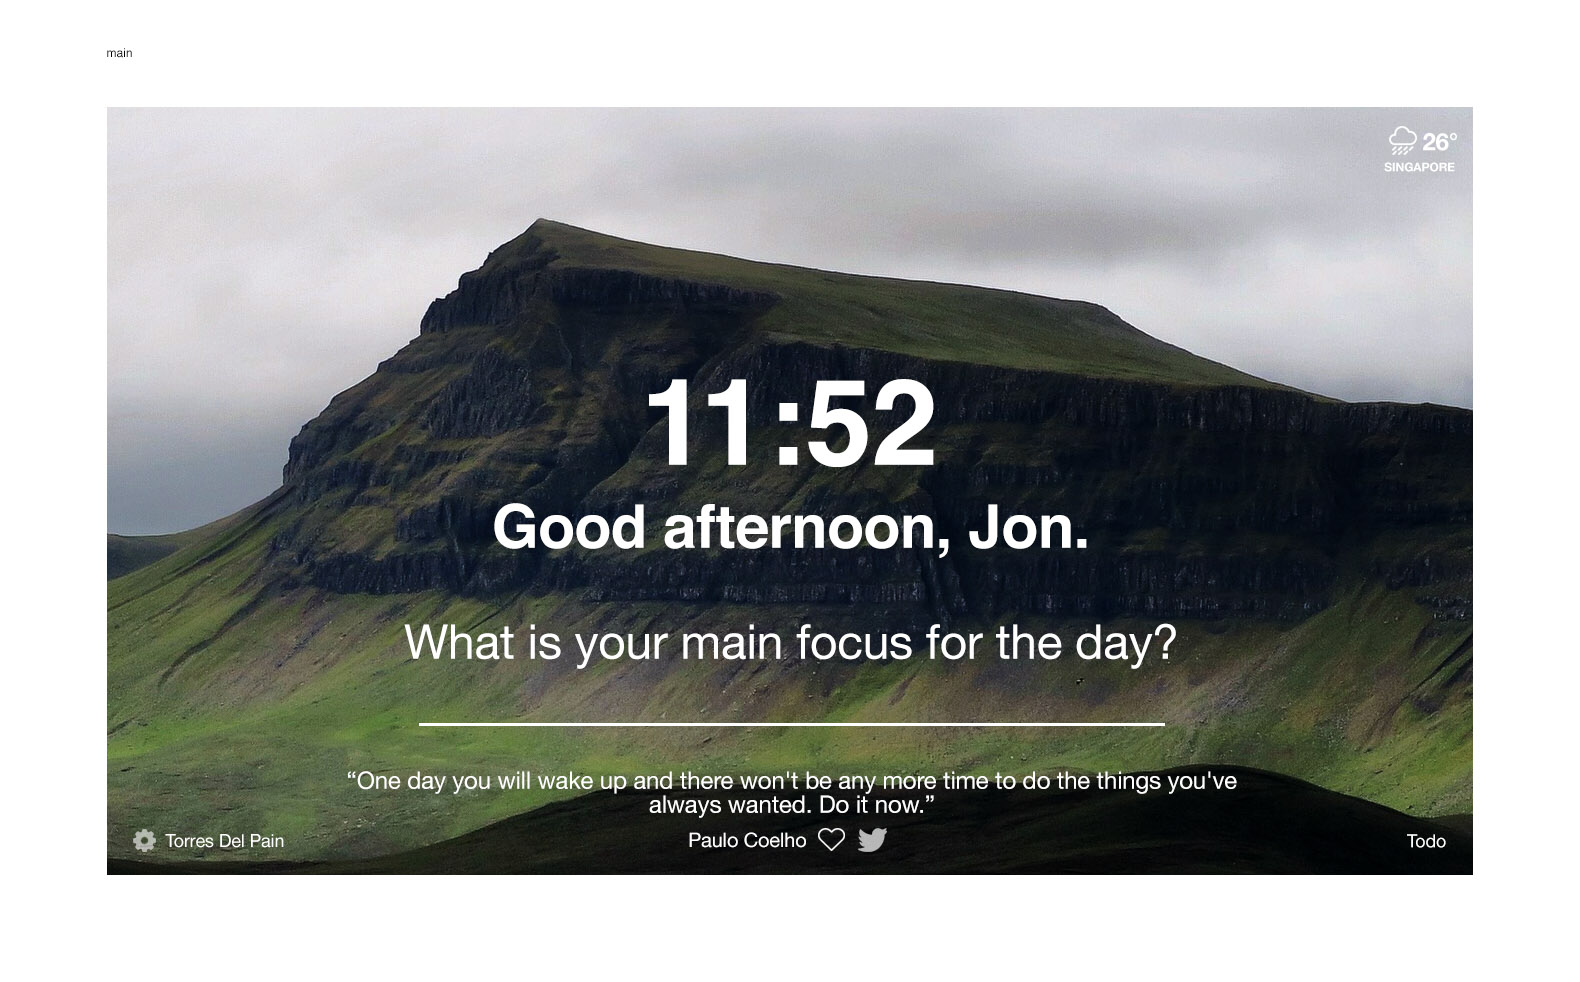 main
26°
SINGAPORE
11:52
Good afternoon, Jon.
What is your main focus for the day?
“One day you will wake up and there won't be any more time to do the things you've
always wanted. Do it now.”
Torres Del Pain
Paulo Coelho
Todo